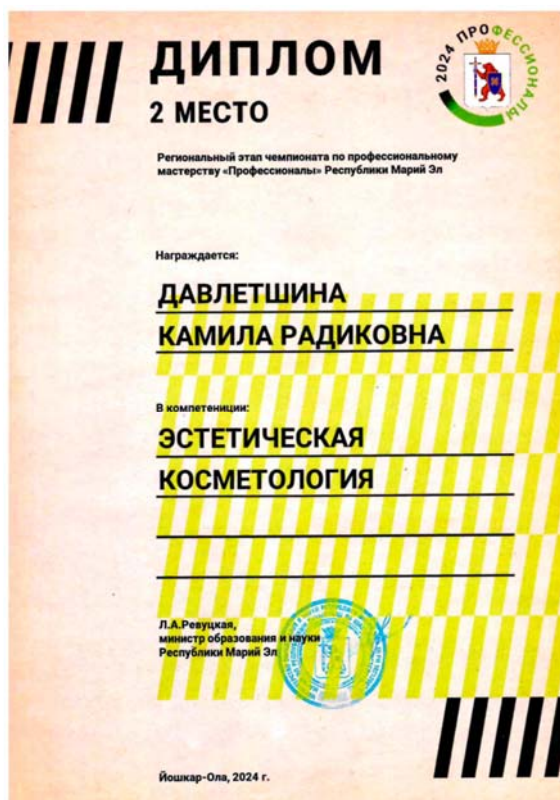 ДИПЛОМ
2024 ПРОФЕССИОНАЛЫ
2 МЕСТО
Региональный этап чемпионата по профессиональному
мастерству «Профессионалы» Республики Марий Эл
Награждается:
ДАВЛЕТШИНА
КАМИЛА РАДИКОВНА
В компетениции:
ЭСТЕТИЧЕСКАЯ
КОСМЕТОЛОГИЯ
Л.А.Ревуцкая,
министр образования и науки
Республики Марий Эл
Йошкар-Ола, 2024 г.